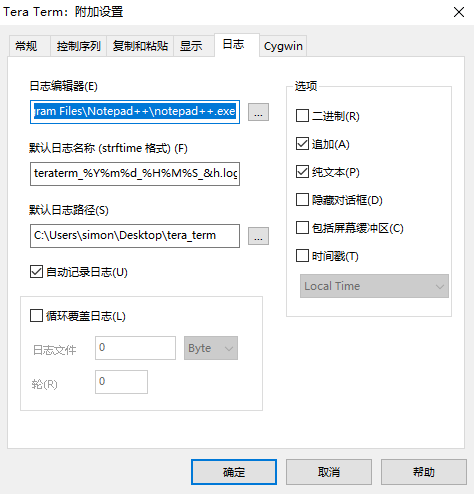 Tera Term: 附加设置
常规
控制序列
复制和粘贴
显示
日志
Cygwin
日志编辑器(E)
gram Files\Notepad++\notepad++.exe
...
默认日志名称 (strftime 格式) (F)
teraterm_%Y%m%d_%H%M%S_&h.log
默认日志路径(S)
C:\Users\simon\Desktop\tera_term
...
自动记录日志(U)
循环覆盖日志(L)
日志文件
0
Byte
轮(R)
0
选项
二进制(R)
追加(A)
纯文本(P)
隐藏对话框(D)
包括屏幕缓冲区(C)
时间戳(T)
Local Time
确定
取消
帮助